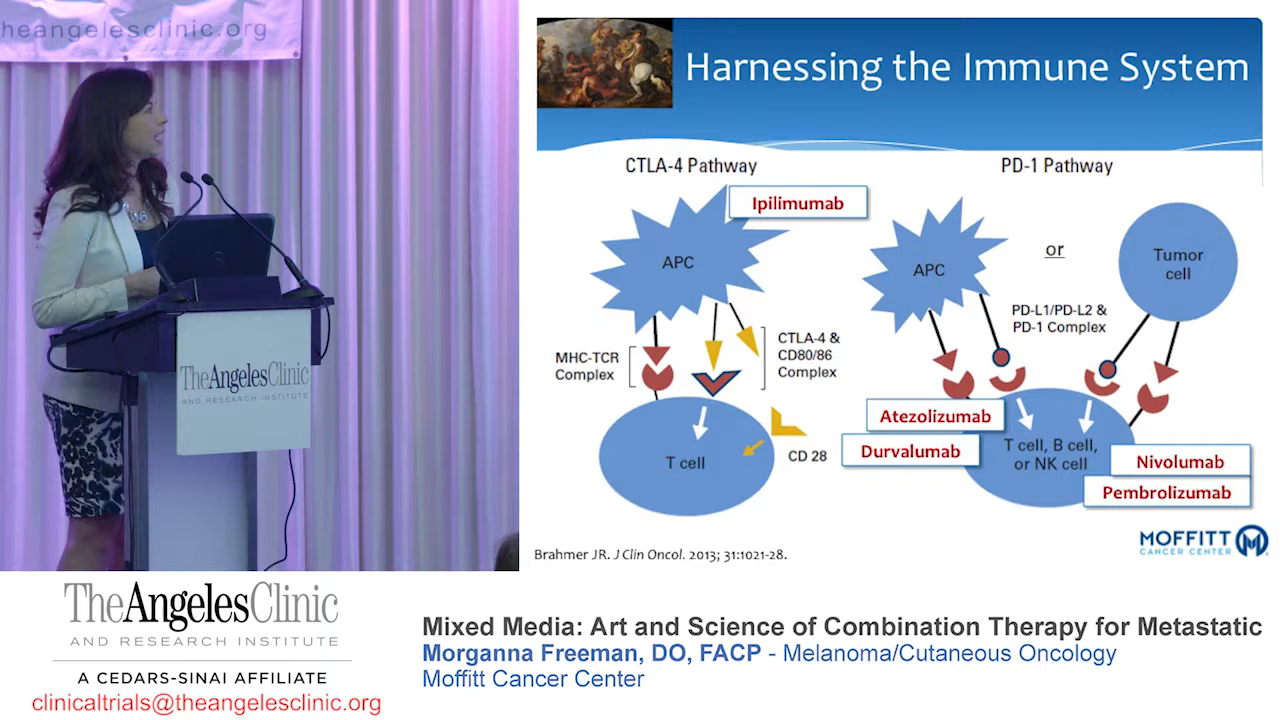 theangelesclinic.org
TheAngelesClinic
AND RESEARCH INSTITUTE
Harnessing the Immune System
CTLA-4 Pathway
PD-1 Pathway
Ipilimumab
APC
APC
or
Tumor
cell
PD-L1/PD-L2 &
PD-1 Complex
MHC-TCR
Complex
CTLA-4 &
CD80/86
Complex
T cell
CD 28
Atezolizumab
Durvalumab
T cell, B cell,
or NK cell
Nivolumab
Pembrolizumab
Brahmer JR. J Clin Oncol. 2013; 31:1021-28.
MOFFITT
CANCER CENTER
TheAngelesClinic
AND RESEARCH INSTITUTE
A CEDARS-SINAI AFFILIATE
clinicaltrials@theangelesclinic.org
Mixed Media: Art and Science of Combination Therapy for Metastatic
Morganna Freeman, DO, FACP - Melanoma/Cutaneous Oncology
Moffitt Cancer Center